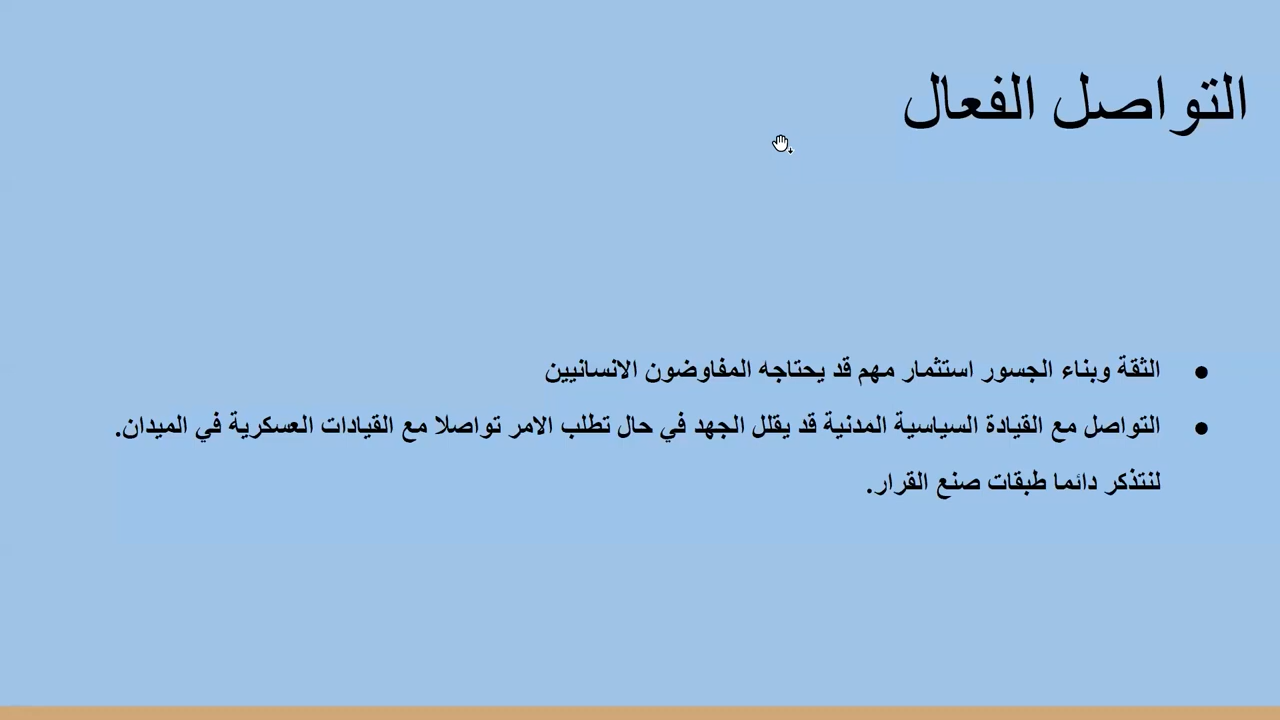 التواصل الفعال
● الثقة وبناء الجسور استثمار مهم قد يحتاجه المفاوضون الانسانيين
● التواصل مع القيادة السياسية المدنية قد يقلل الجهد في حال تطلب الامر تواصلا مع القيادات العسكرية في الميدان.
لنتذكر دائما طبقات صنع القرار.